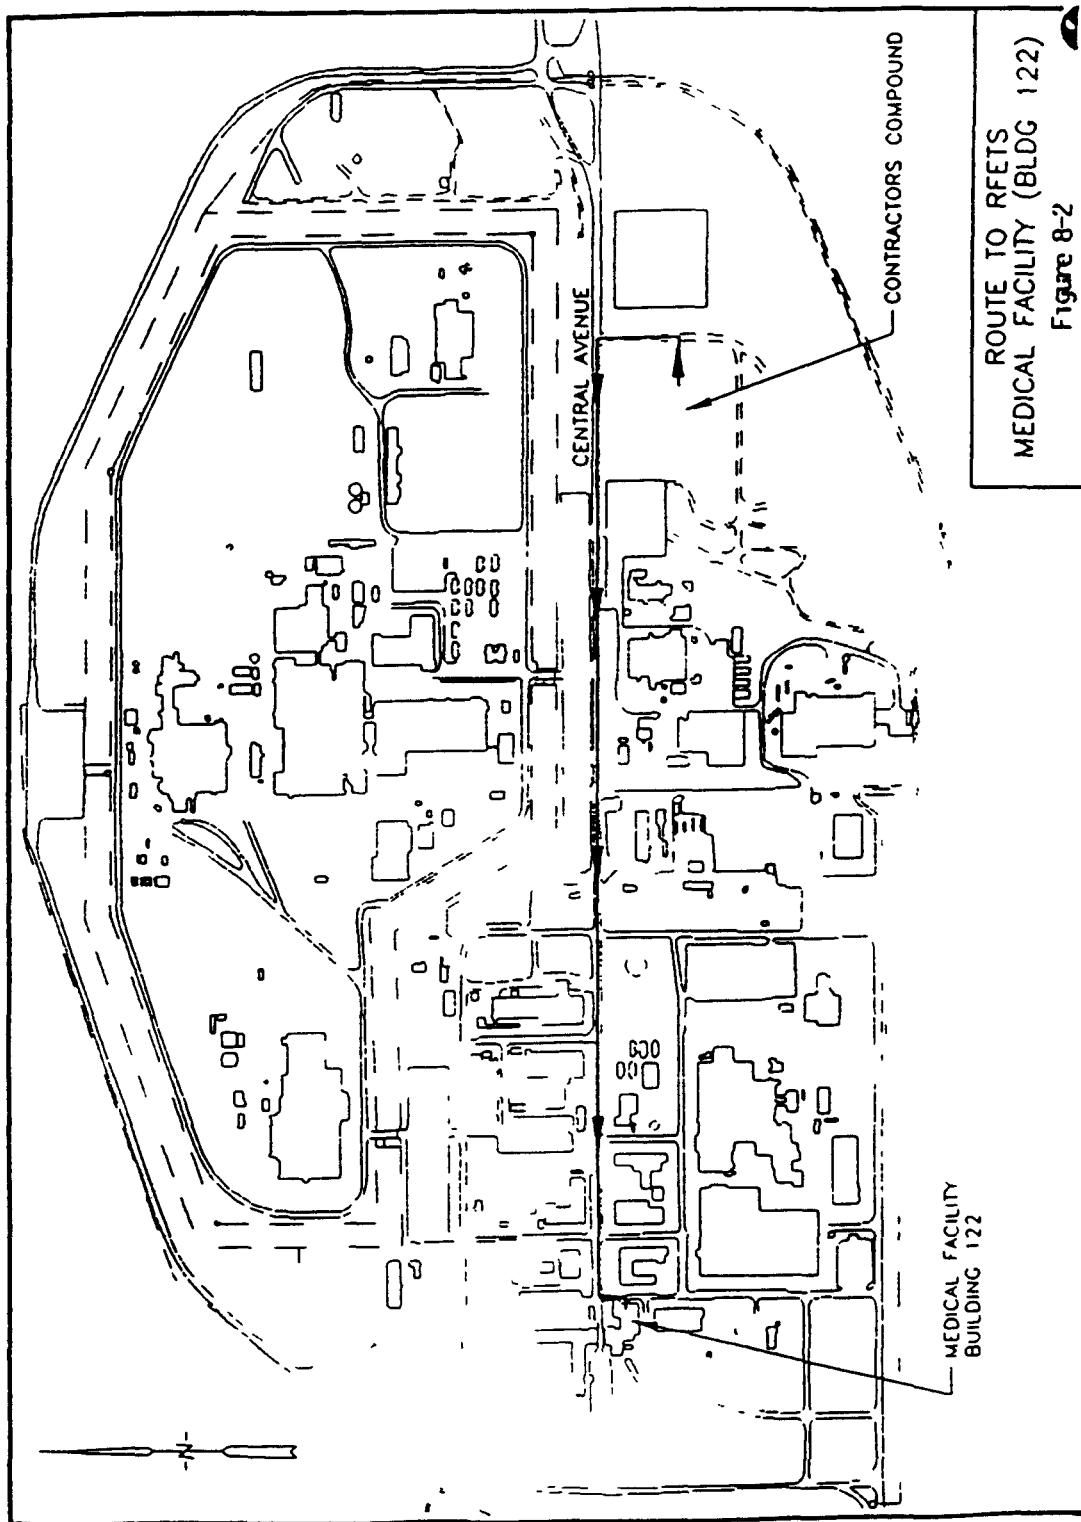 CENTRAL AVENUE
CONTRACTORS COMPOUND
MEDICAL FACILITY
BUILDING 122
N
ROUTE TO RFETS
MEDICAL FACILITY (BLDG 122)
Figure 8-2